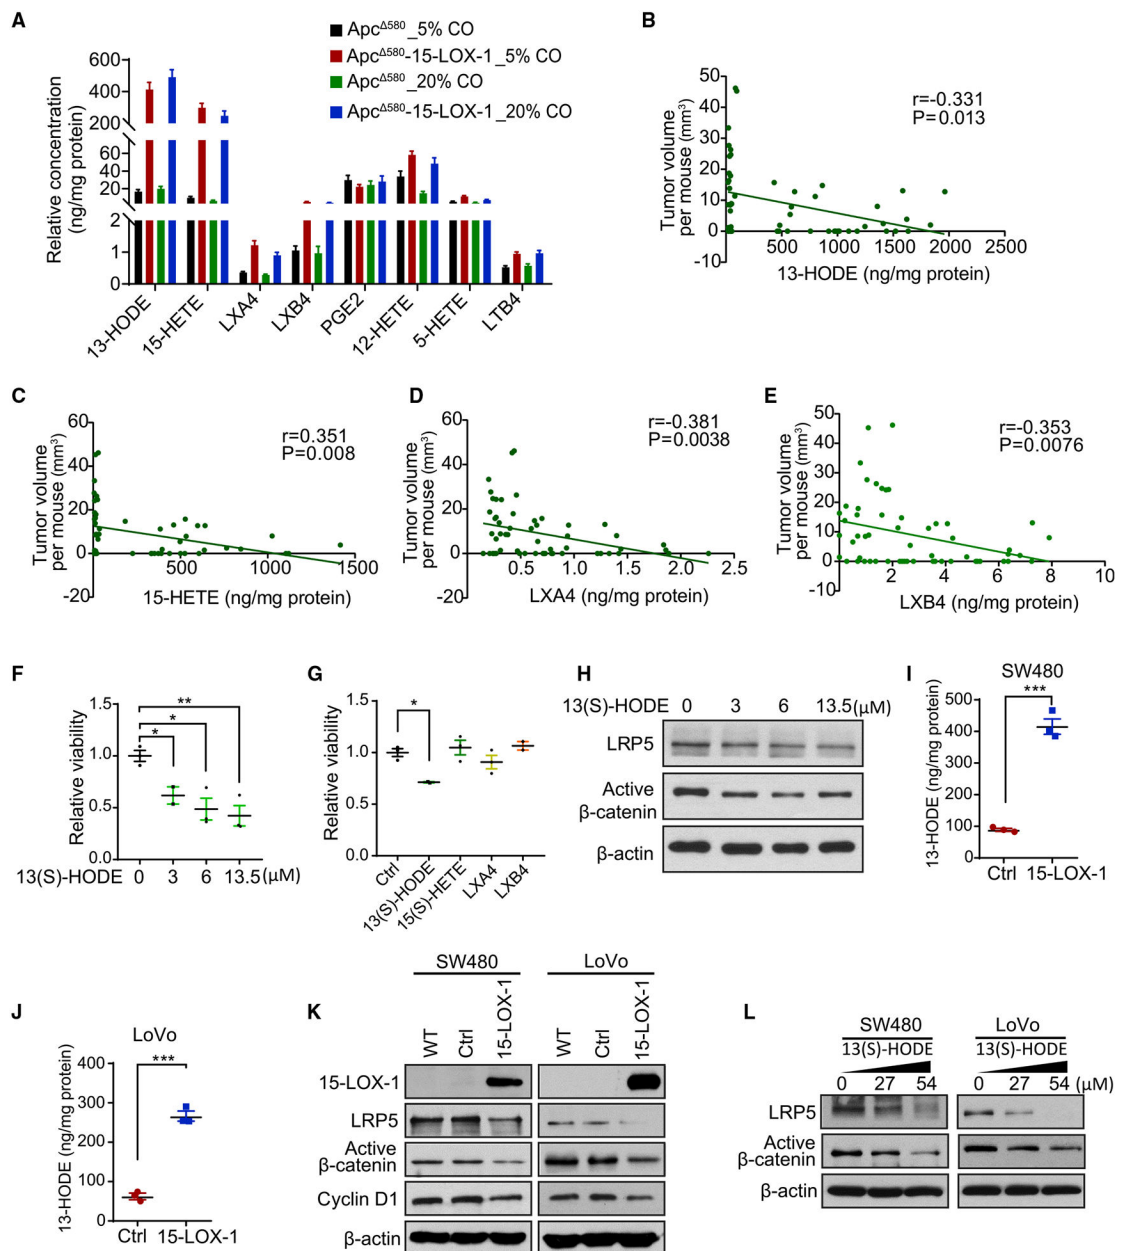 A
ApcΔ580_5% CO
ApcΔ580-15-LOX-1_5% CO
ApcΔ580_20% CO
ApcΔ580-15-LOX-1_20% CO
Relative concentration
(ng/mg protein)
600
400
200
60
40
20
2
1
0
13-HODE
15-HETE
LXA4
LXB4
PGE2
12-HETE
5-HETE
LTB4
B
Tumor volume
per mouse (mm³)
50
40
30
20
10
0
-10
r=-0.331
P=0.013
500
1000
1500
2000
2500
13-HODE (ng/mg protein)
C
Tumor volume
per mouse (mm³)
60
40
20
0
-20
r=0.351
P=0.008
500
1000
1500
15-HETE (ng/mg protein)
D
Tumor volume
per mouse (mm³)
60
40
20
0
-20
r=-0.381
P=0.0038
0.5
1.0
1.5
2.0
2.5
LXA4 (ng/mg protein)
E
Tumor volume
per mouse (mm³)
50
40
30
20
10
0
-10
r=-0.353
P=0.0076
2
4
6
8
10
LXB4 (ng/mg protein)
F
Relative viability
1.5
1.0
0.5
0.0
**
*
*
13(S)-HODE 0 3 6 13.5(μM)
G
Relative viability
1.5
1.0
0.5
0.0
*
Ctrl
13(S)-HODE
15(S)-HETE
LXA4
LXB4
H
13(S)-HODE 0 3 6 13.5(μM)
LRP5
Active
β-catenin
β-actin
I
SW480
***
13-HODE (ng/mg protein)
500
400
300
200
100
0
Ctrl 15-LOX-1
J
LoVo
***
13-HODE (ng/mg protein)
400
300
200
100
0
Ctrl 15-LOX-1
K
SW480 LoVo
WT Ctrl 15-LOX-1 WT Ctrl 15-LOX-1
15-LOX-1
LRP5
Active
β-catenin
Cyclin D1
β-actin
L
SW480 LoVo
13(S)-HODE 13(S)-HODE
0 27 54 0 27 54 (μM)
LRP5
Active
β-catenin
β-actin